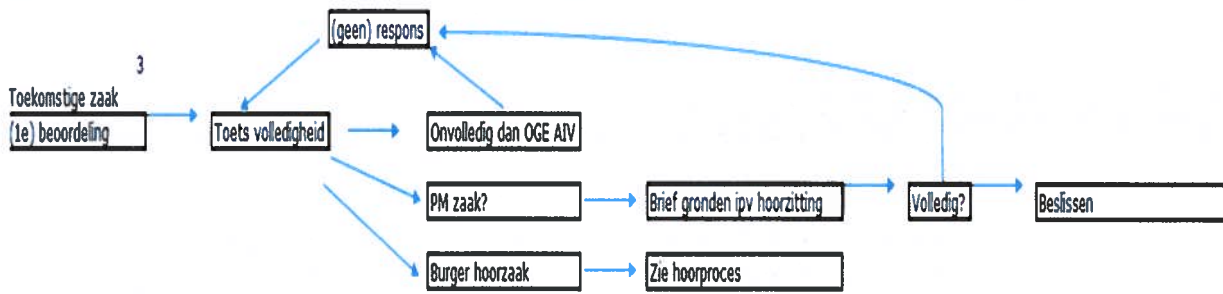 (geen) respons
3
Toekomstige zaak
(1e) beoordeling
Toets volledigheid
Onvolledig dan OGE AIV
PM zaak?
Brief gronden ipv hoorzitting
Volledig?
Beslissen
Burger hoorzaak
Zie hoorproces